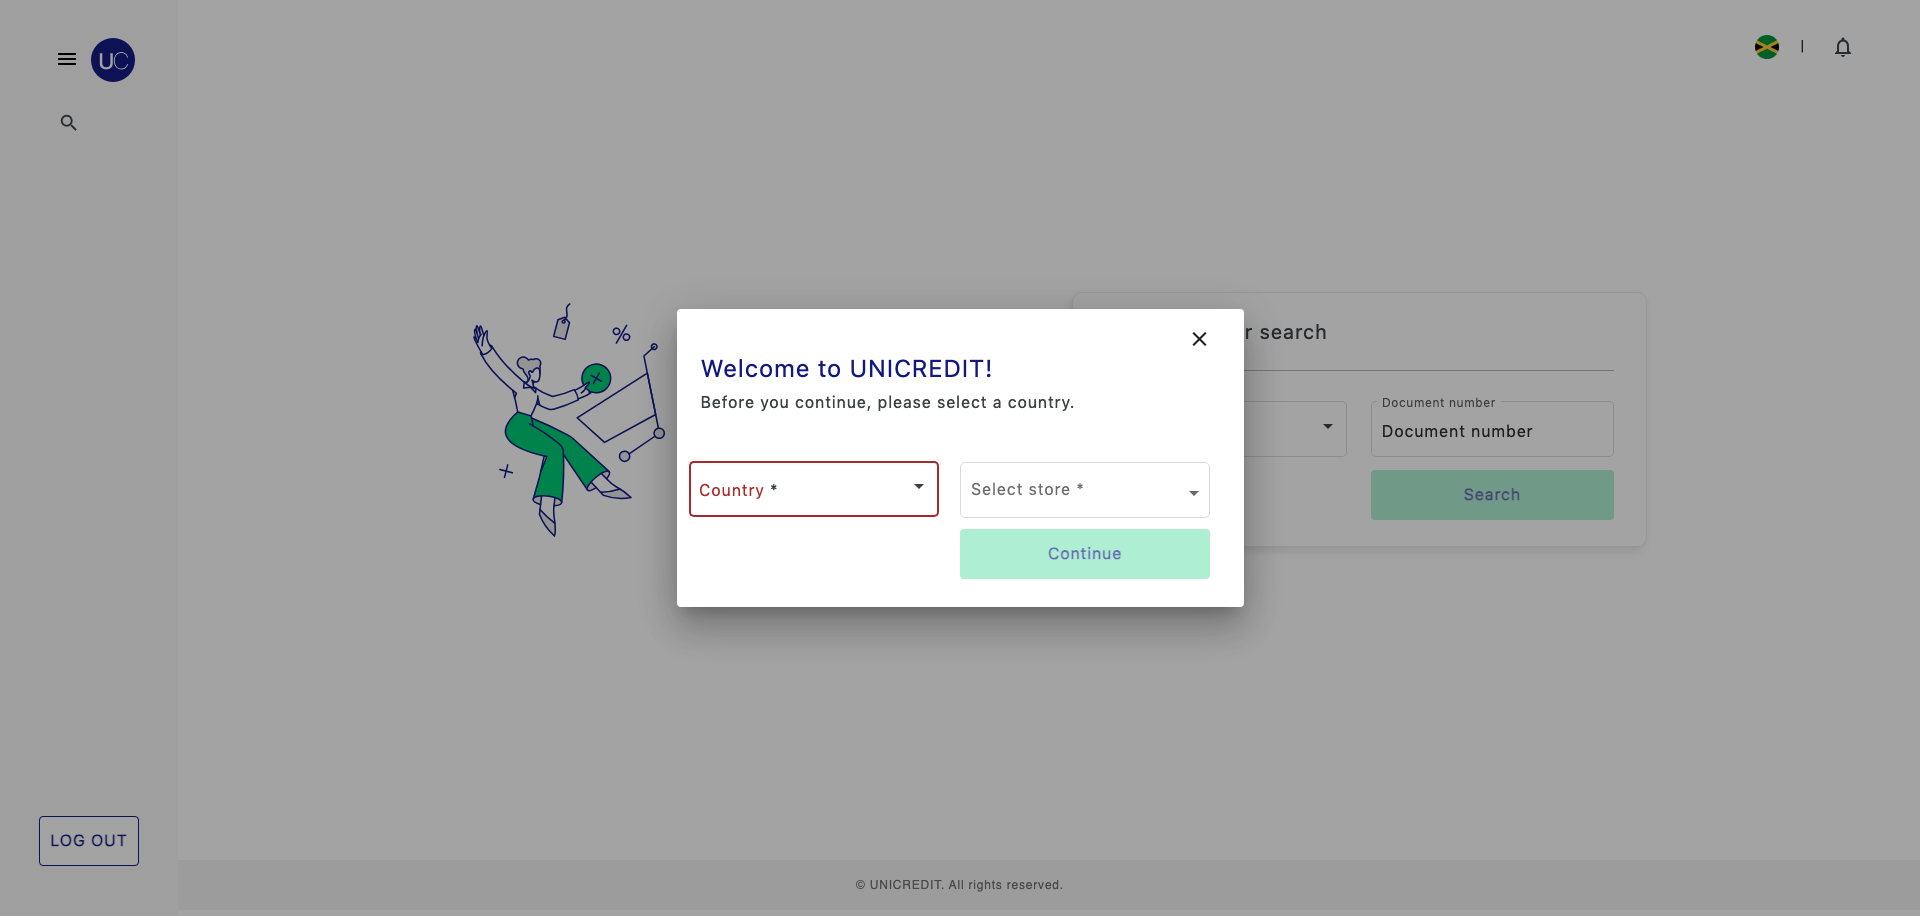 UC
Welcome to UNICREDIT!
Before you continue, please select a country.
Country *
Select store *
Continue
r search
Document number
Document number
Search
%
LOG OUT
© UNICREDIT. All rights reserved.